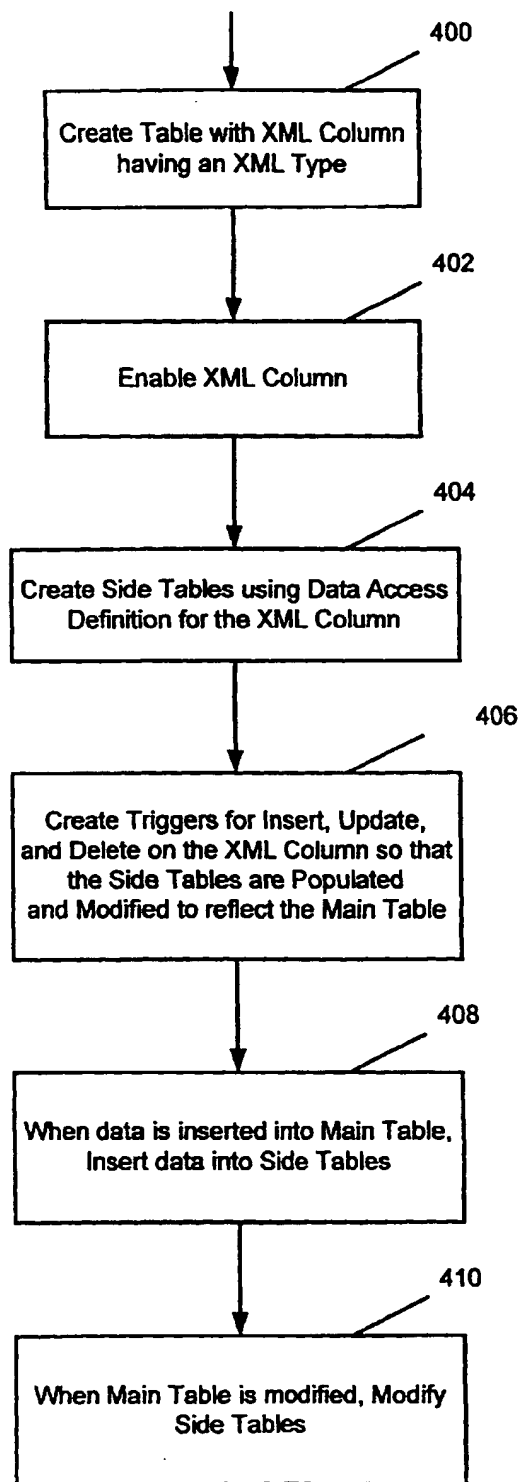 400
Create Table with XML Column
having an XML Type
402
Enable XML Column
404
Create Side Tables using Data Access
Definition for the XML Column
406
Create Triggers for Insert, Update,
and Delete on the XML Column so that
the Side Tables are Populated
and Modified to reflect the Main Table
408
When data is inserted into Main Table,
Insert data into Side Tables
410
When Main Table is modified, Modify
Side Tables